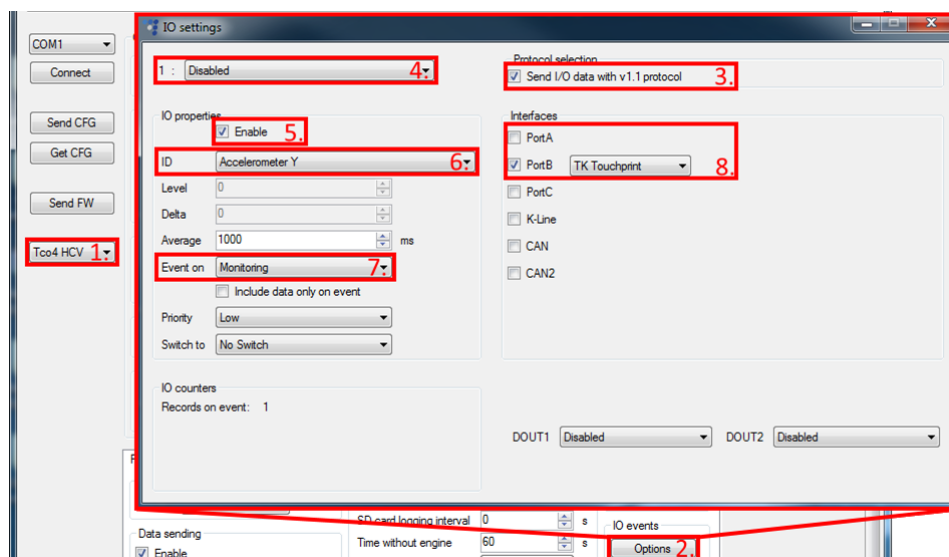 IO settings
COM1
Connect
Send CFG
Get CFG
Send FW
Tco4 HCV 1.
1 : Disabled 4.
Protocol selection
Send I/O data with v1.1 protocol 3.
IO properties
Enable 5.
ID Accelerometer Y 6.
Level 0
Delta 0
Average 1000 ms
Event on Monitoring 7.
Include data only on event
Priority Low
Switch to No Switch
Interfaces
PortA
PortB TK Touchprint 8.
PortC
K-Line
CAN
CAN2
IO counters
Records on event: 1
DOUT1 Disabled DOUT2 Disabled
SD card logging interval 0 s
IO events
Data sending
Time without engine 60 s
Options 2.
Enable